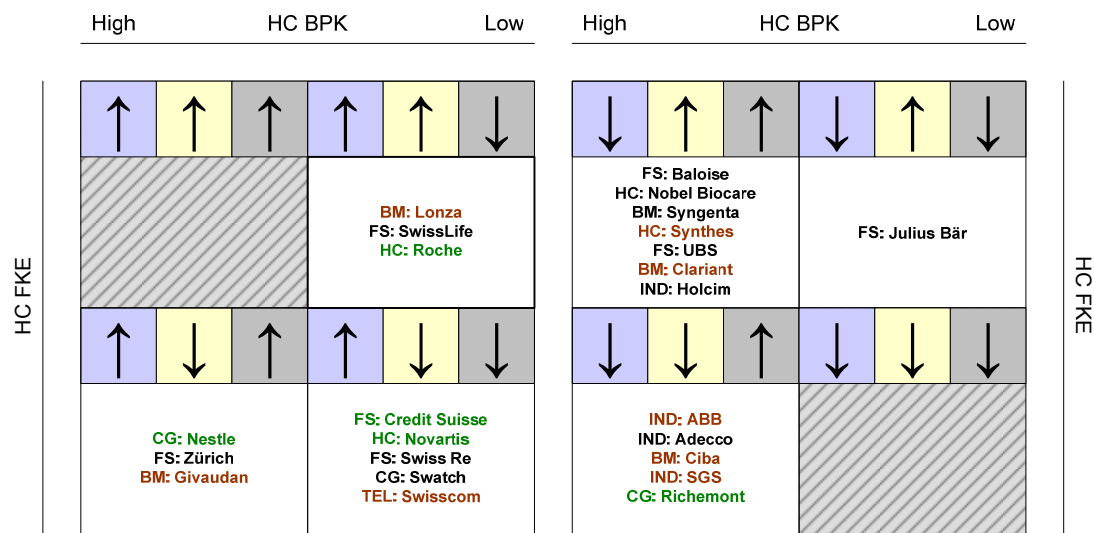 High HC BPK Low
High HC BPK Low
HC FKE
BM: Lonza
FS: SwissLife
HC: Roche
FS: Baloise
HC: Nobel Biocare
BM: Syngenta
HC: Synthes
FS: UBS
BM: Clariant
IND: Holcim
FS: Julius Bär
HC FKE
CG: Nestle
FS: Zürich
BM: Givaudan
FS: Credit Suisse
HC: Novartis
FS: Swiss Re
CG: Swatch
TEL: Swisscom
IND: ABB
IND: Adecco
BM: Ciba
IND: SGS
CG: Richemont